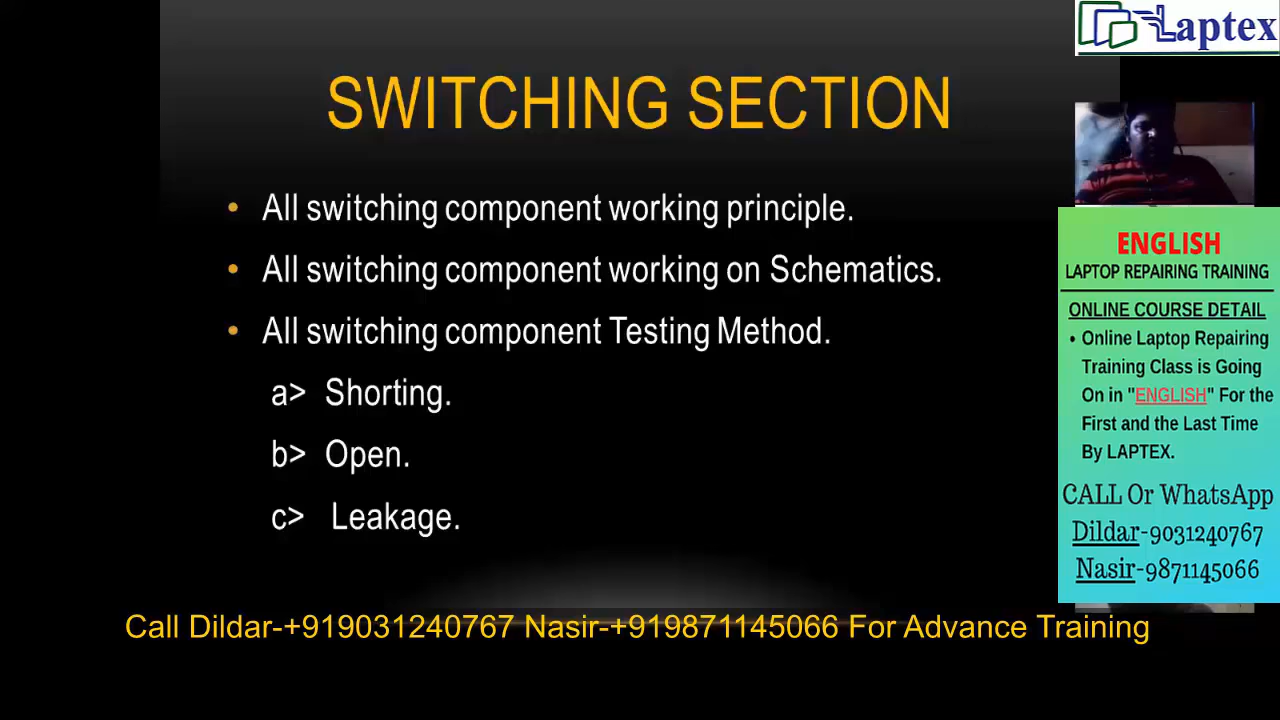 SWITCHING SECTION
• All switching component working principle.
• All switching component working on Schematics.
• All switching component Testing Method.
a> Shorting.
b> Open.
c> Leakage.
Laptex
ENGLISH
LAPTOP REPAIRING TRAINING
ONLINE COURSE DETAIL
• Online Laptop Repairing
Training Class is Going
On in "ENGLISH" For the
First and the Last Time
By LAPTEX.
CALL Or WhatsApp
Dildar-9031240767
Nasir-9871145066
Call Dildar-+919031240767 Nasir-+919871145066 For Advance Training